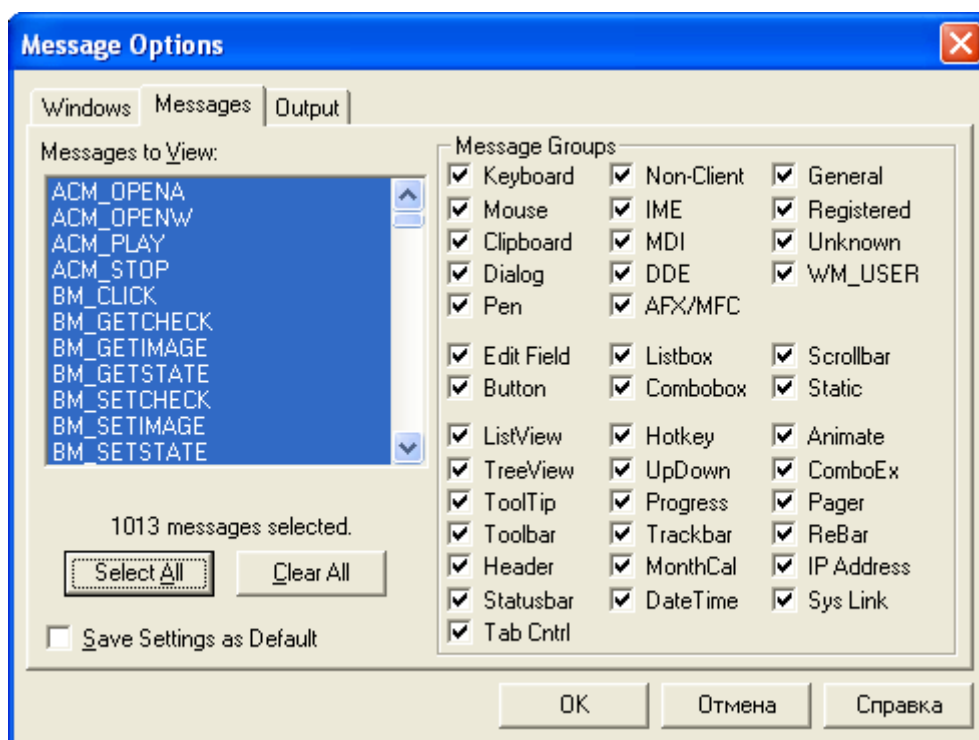 Message Options
Windows Messages Output
Messages to View:
ACM_OPENA
ACM_OPENW
ACM_PLAY
ACM_STOP
BM_CLICK
BM_GETCHECK
BM_GETIMAGE
BM_GETSTATE
BM_SETCHECK
BM_SETIMAGE
BM_SETSTATE
1013 messages selected.
Select All Clear All
Save Settings as Default
Message Groups
Keyboard Non-Client General
Mouse IME Registered
Clipboard MDI Unknown
Dialog DDE WM_USER
Pen AFX/MFC
Edit Field Listbox Scrollbar
Button Combobox Static
ListView Hotkey Animate
TreeView UpDown ComboEx
ToolTip Progress Pager
Toolbar Trackbar ReBar
Header MonthCal IP Address
Statusbar DateTime Sys Link
Tab Cntrl
OK Отмена Справка